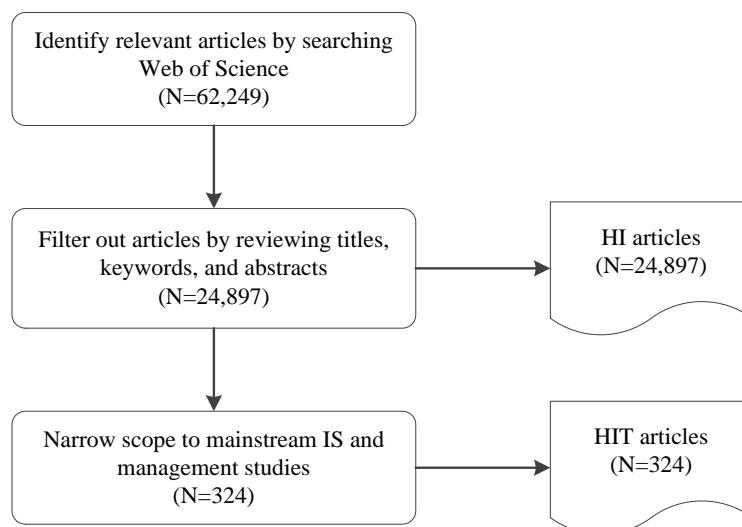 Identify relevant articles by searching
Web of Science
(N=62,249)
Filter out articles by reviewing titles,
keywords, and abstracts
(N=24,897)
HI articles
(N=24,897)
Narrow scope to mainstream IS and
management studies
(N=324)
HIT articles
(N=324)